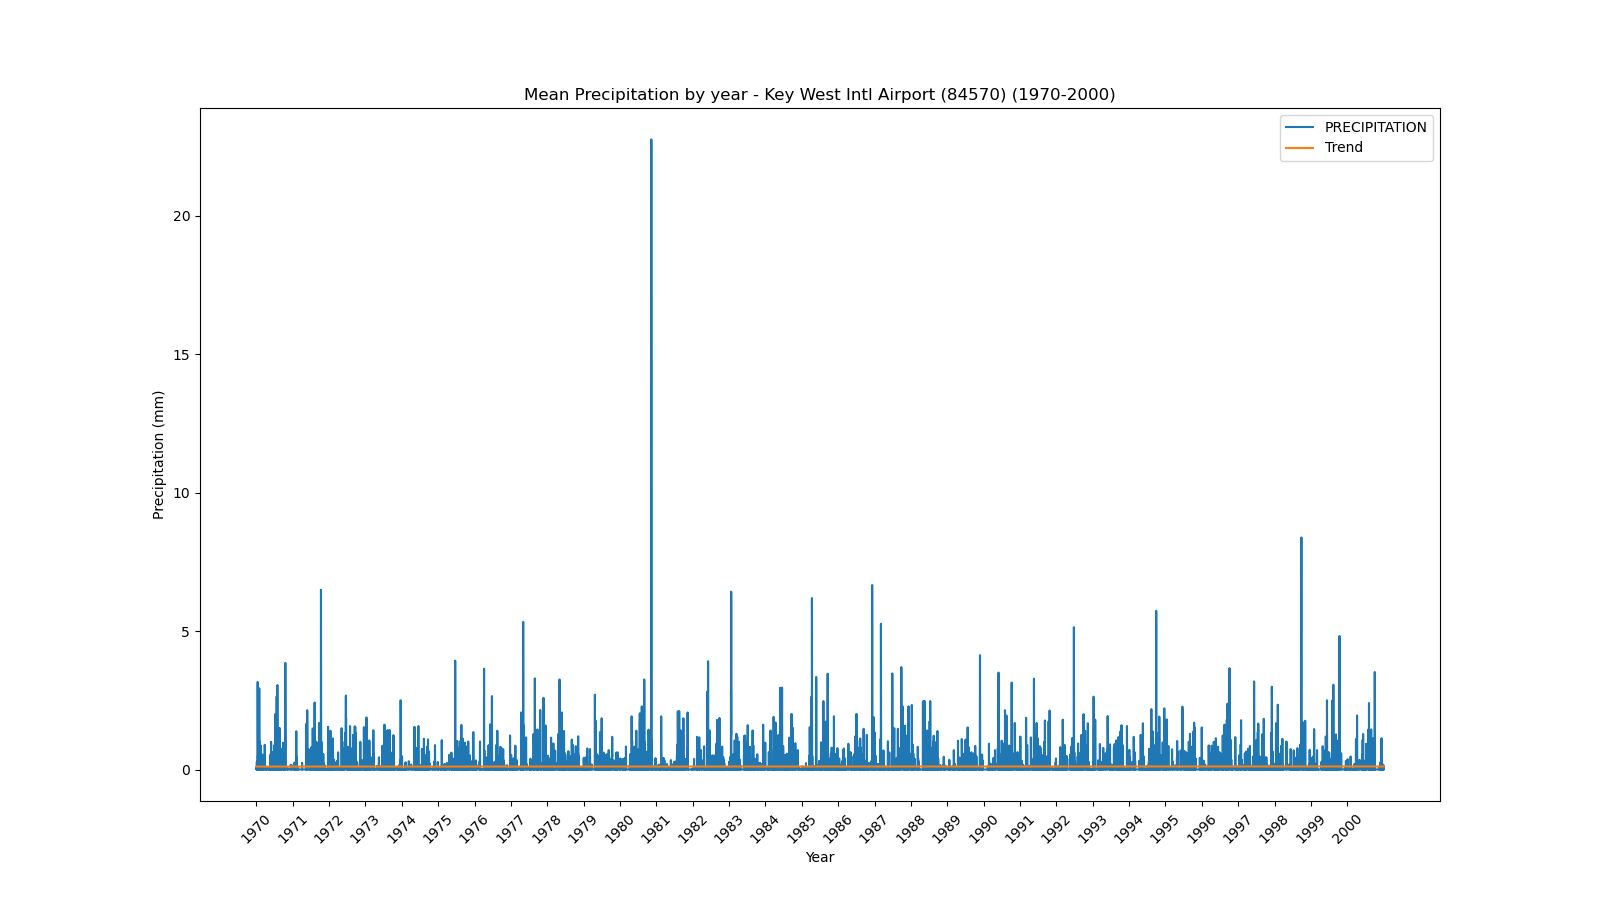 Mean Precipitation by year - Key West Intl Airport (84570) (1970-2000)
PRECIPITATION
Trend
Precipitation (mm)
20
15
10
5
0
1970 1971 1972 1973 1974 1975 1976 1977 1978 1979 1980 1981 1982 1983 1984 1985 1986 1987 1988 1989 1990 1991 1992 1993 1994 1995 1996 1997 1998 1999 2000
Year